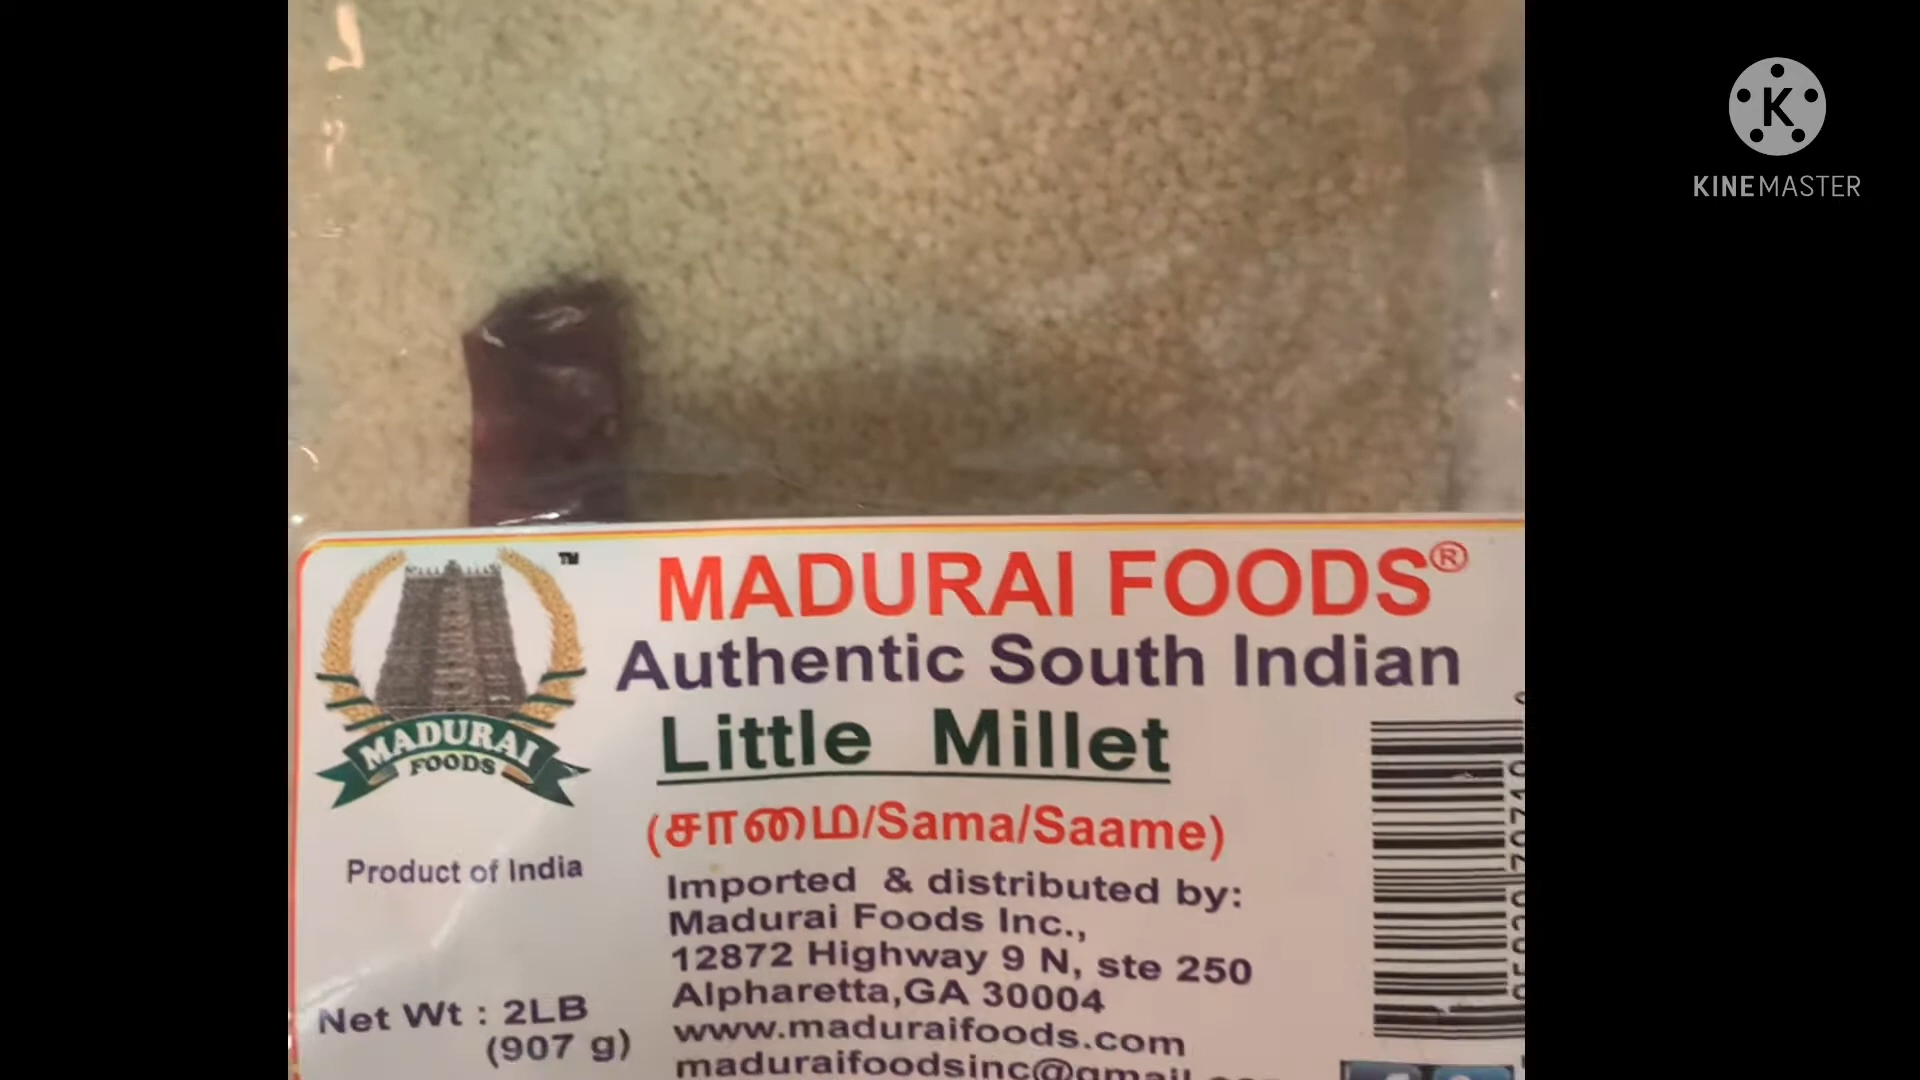 K
KINEMASTER
MADURAI FOODS®
Authentic South Indian
Little Millet
(சாமை/Sama/Saame)
TM
MADURAI
FOODS
Product of India
Net Wt : 2LB
(907 g)
Imported & distributed by:
Madurai Foods Inc.,
12872 Highway 9 N, ste 250
Alpharetta,GA 30004
www.maduraifoods.com